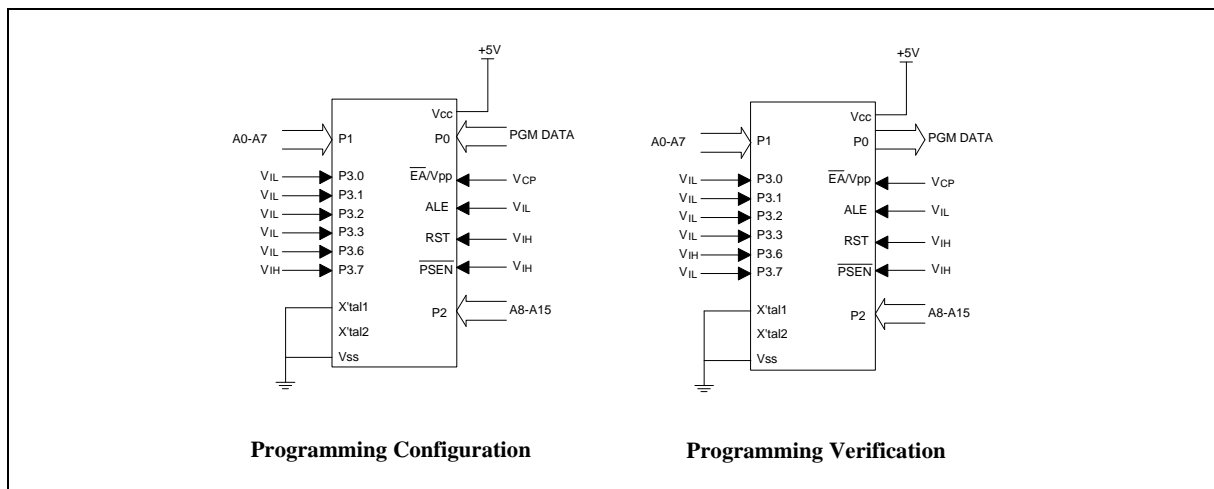 +5V
Vcc
A0-A7
P1
P0
PGM DATA
VIL
P3.0
EA/Vpp
VCP
VIL
P3.1
VIL
P3.2
ALE
VIL
VIL
P3.3
RST
VIH
VIL
P3.6
VIH
P3.7
PSEN
VIH
X'tal1
P2
A8-A15
X'tal2
Vss
Programming Configuration
+5V
Vcc
A0-A7
P1
P0
PGM DATA
VIL
P3.0
EA/Vpp
VCP
VIL
P3.1
VIL
P3.2
ALE
VIL
VIL
P3.3
RST
VIH
VIH
P3.6
VIL
P3.7
PSEN
VIH
X'tal1
P2
A8-A15
X'tal2
Vss
Programming Verification